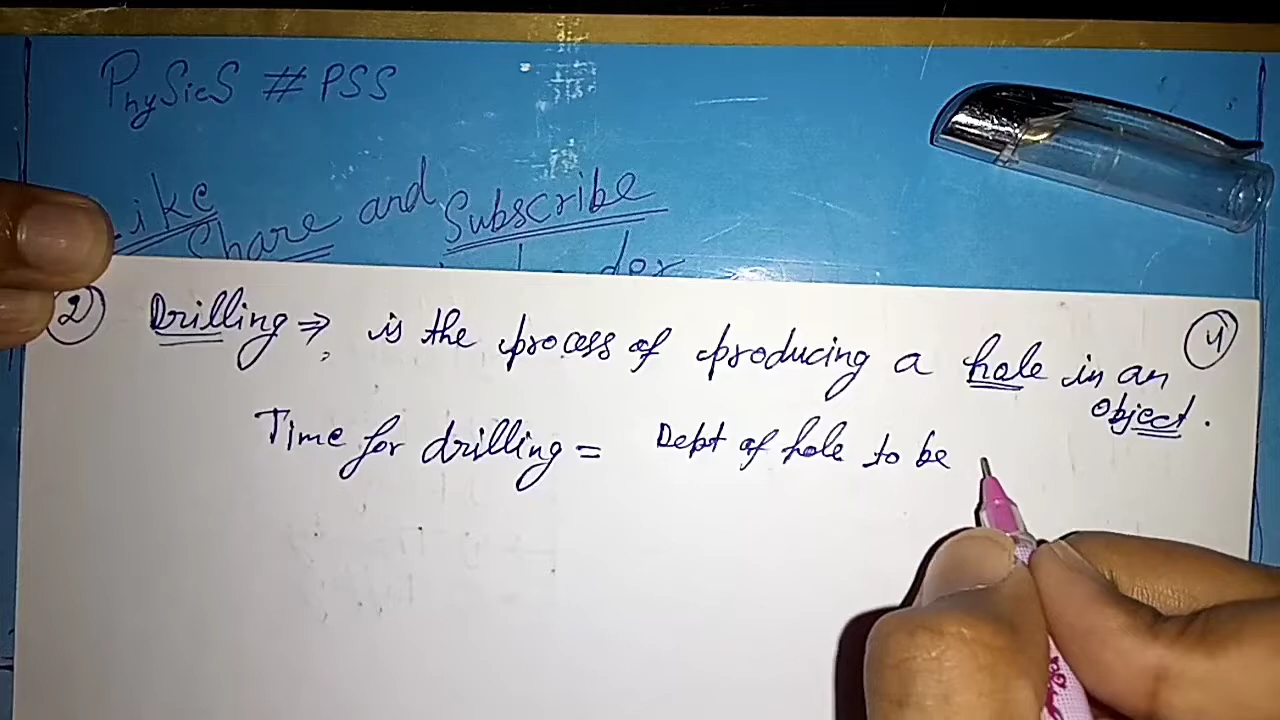 PhySicS # PSS
Like
Share and Subscribe
② Drilling ⇒ is the process of producing a hole in an object. ④
Time for drilling = Dept of hole to be